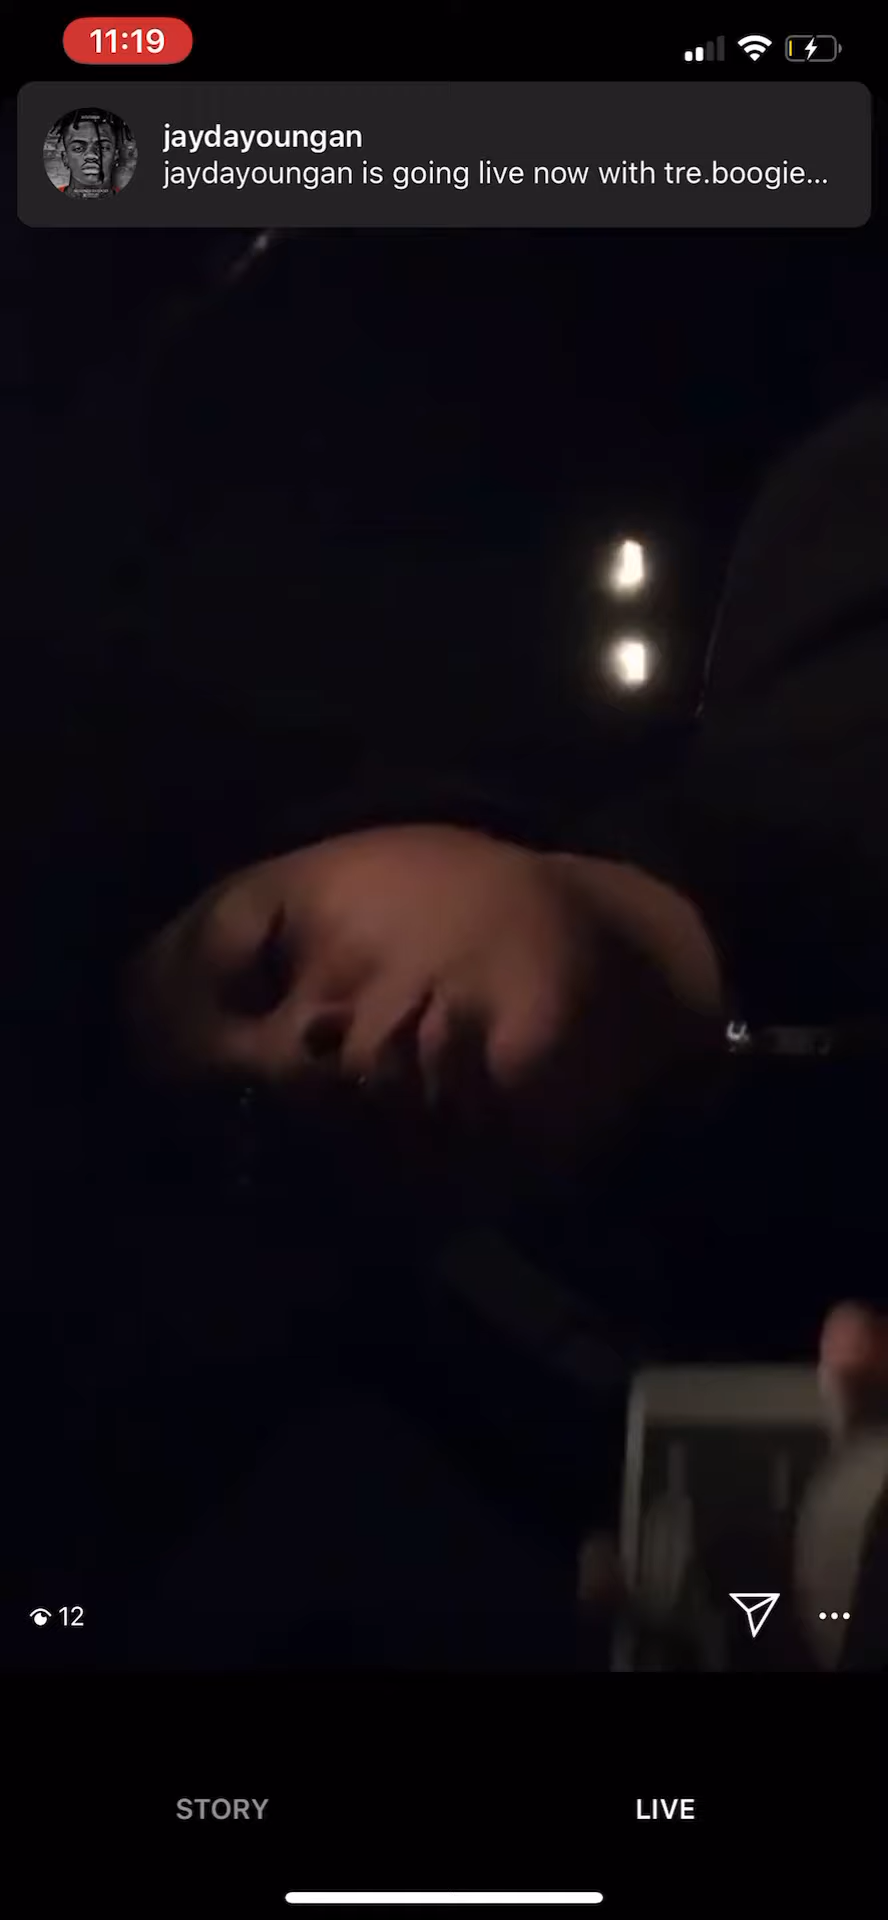 11:19
jaydayoungan
jaydayoungan is going live now with tre.boogie...
12
STORY
LIVE